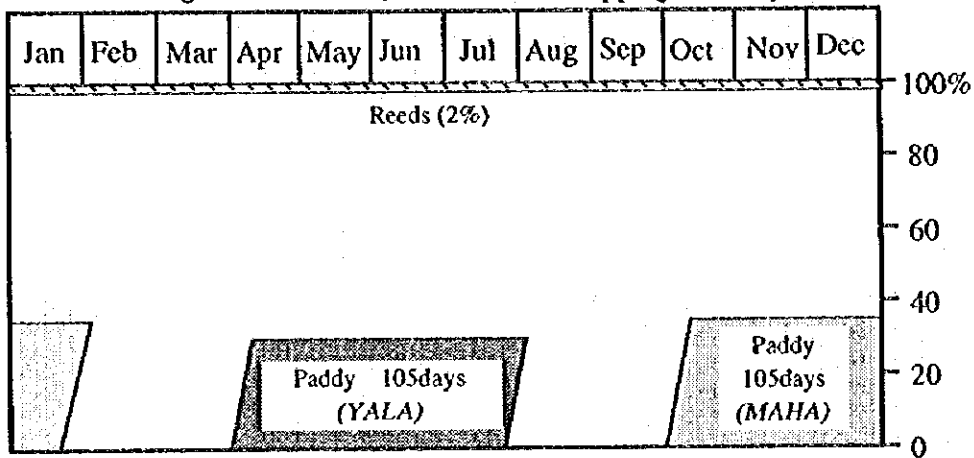 Jan Feb Mar Apr May Jun Jul Aug Sep Oct Nov Dec
100%
Reeds (2%)
80
60
40
Paddy 105days
(YALA)
Paddy
105days
(MAHA)
20
0